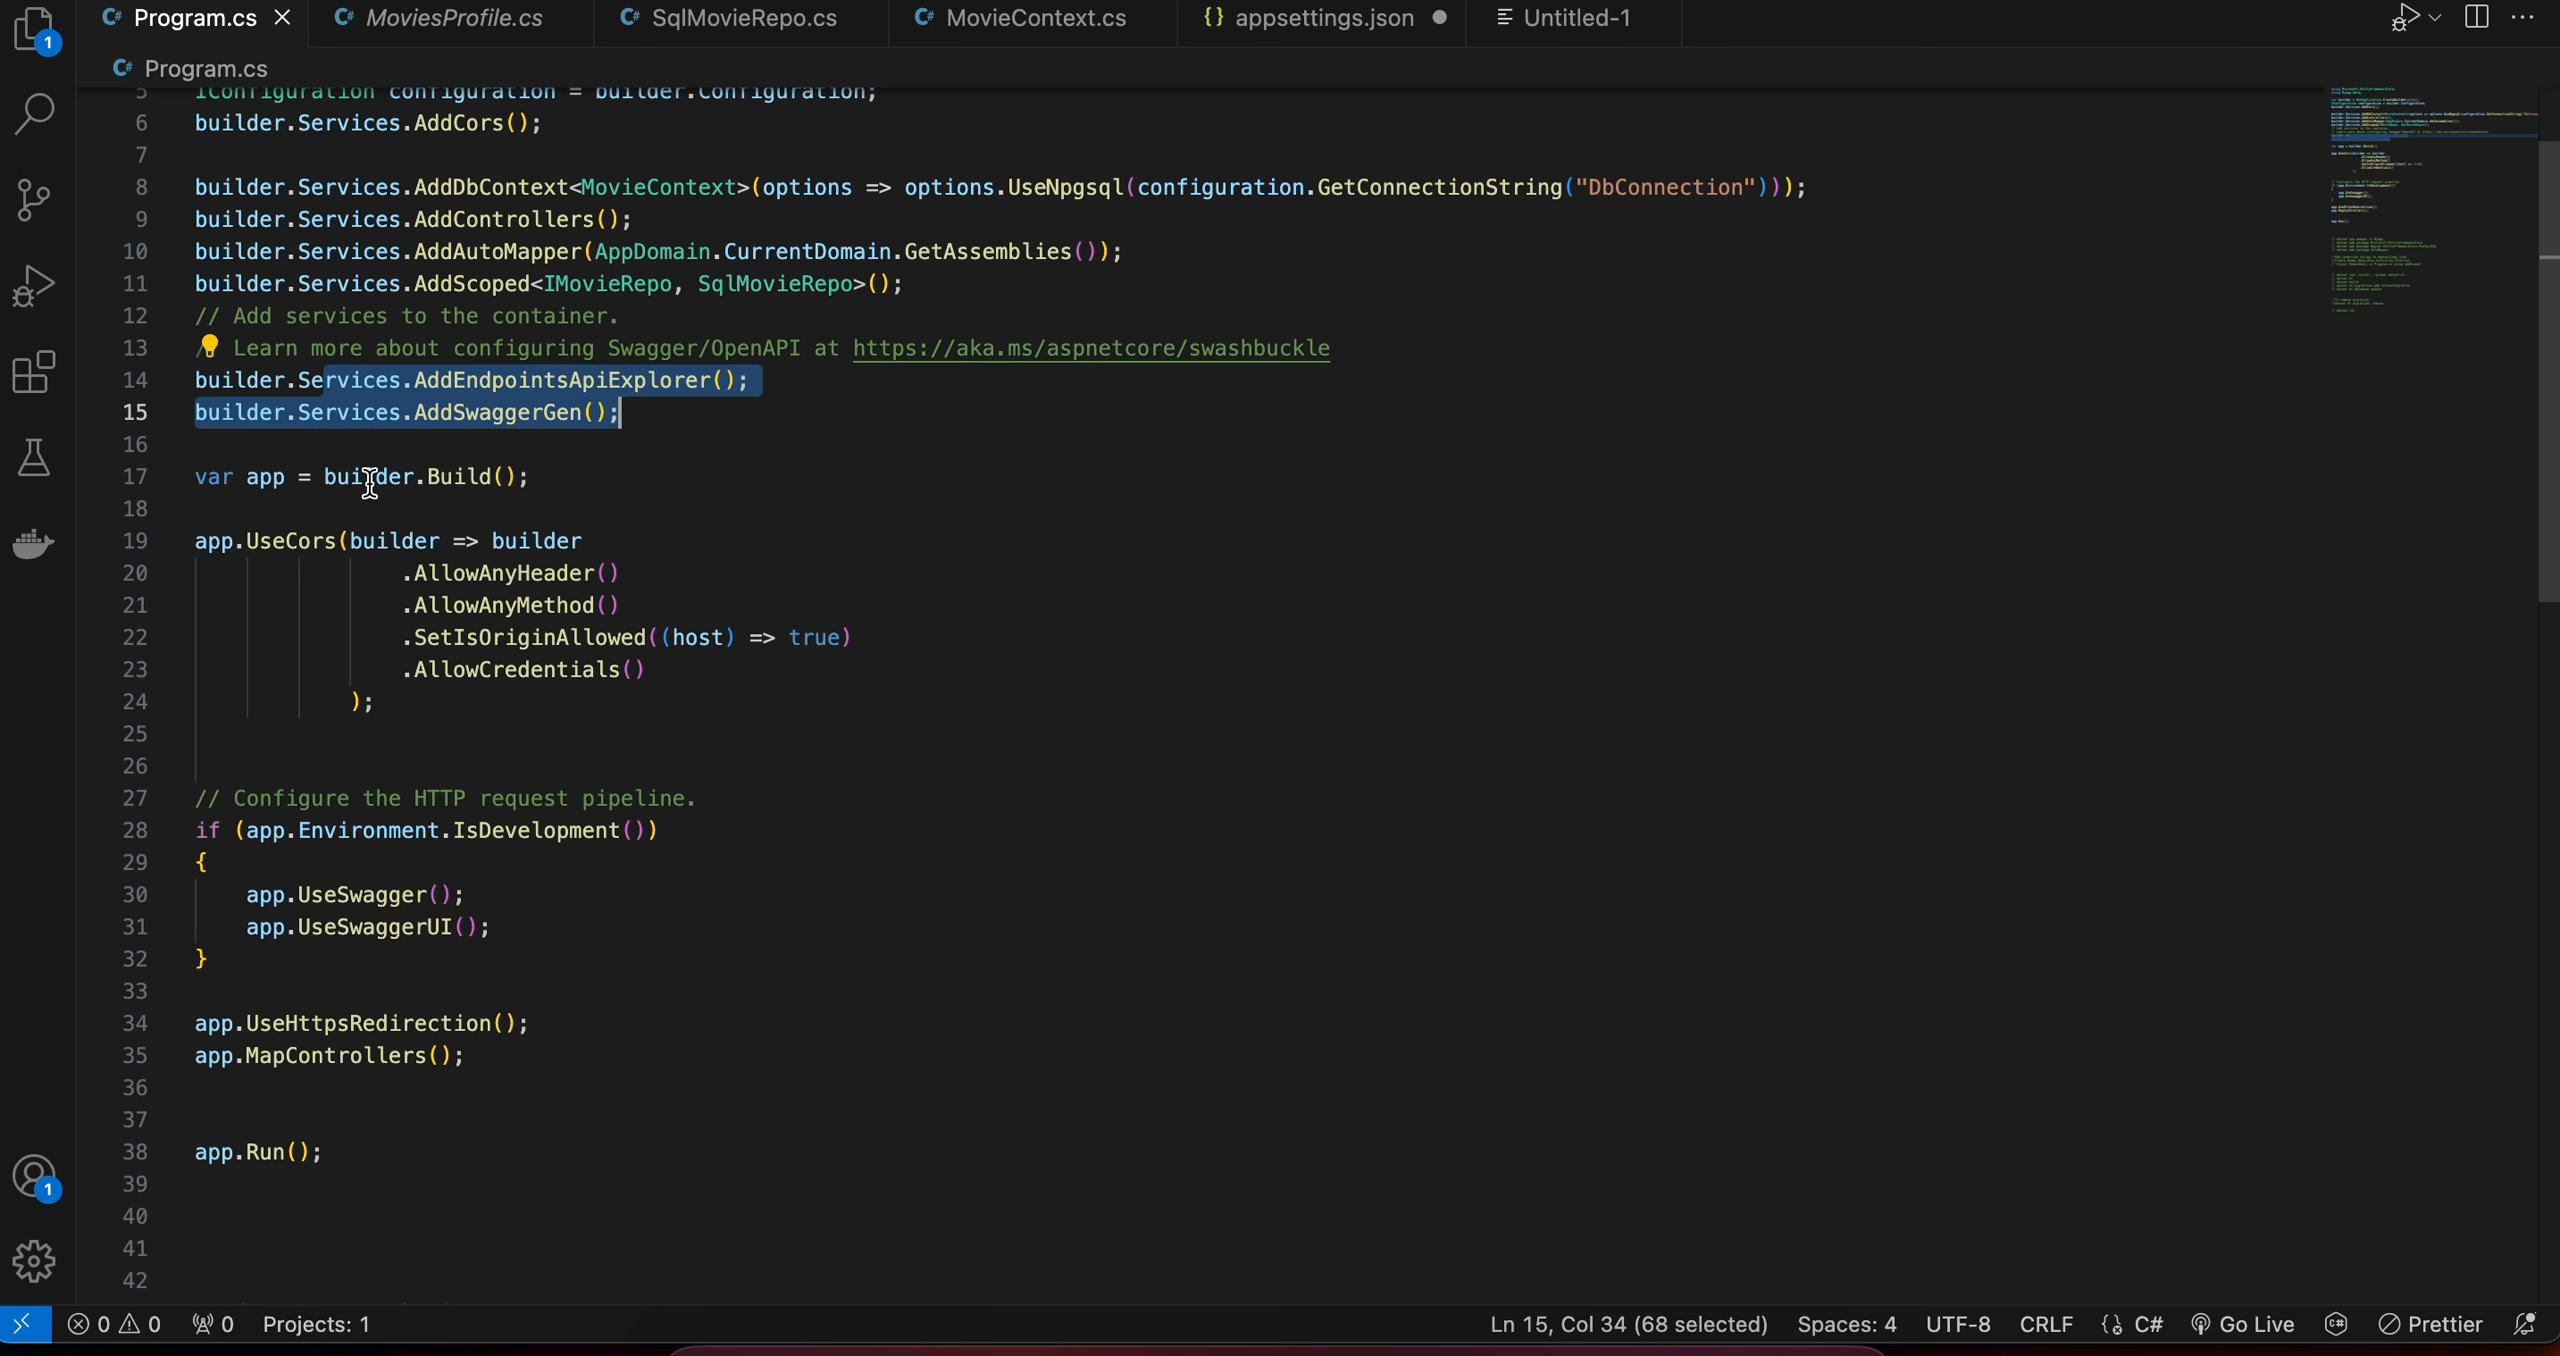 1
Program.cs
MoviesProfile.cs
SqlMovieRepo.cs
MovieContext.cs
{} appsettings.json
Untitled-1
Program.cs
5 IConfiguration configuration = builder.Configuration;
6 builder.Services.AddCors();
7
8 builder.Services.AddDbContext<MovieContext>(options => options.UseNpgsql(configuration.GetConnectionString("DbConnection")));
9 builder.Services.AddControllers();
10 builder.Services.AddAutoMapper(AppDomain.CurrentDomain.GetAssemblies());
11 builder.Services.AddScoped<IMovieRepo, SqlMovieRepo>();
12 // Add services to the container.
13 // Learn more about configuring Swagger/OpenAPI at https://aka.ms/aspnetcore/swashbuckle
14 builder.Services.AddEndpointsApiExplorer();
15 builder.Services.AddSwaggerGen();
16
17 var app = builder.Build();
18
19 app.UseCors(builder => builder
20 .AllowAnyHeader()
21 .AllowAnyMethod()
22 .SetIsOriginAllowed((host) => true)
23 .AllowCredentials()
24 );
25
26
27 // Configure the HTTP request pipeline.
28 if (app.Environment.IsDevelopment())
29 {
30 app.UseSwagger();
31 app.UseSwaggerUI();
32 }
33
34 app.UseHttpsRedirection();
35 app.MapControllers();
36
37
38 app.Run();
39
40
41
42
1
0 0 0 Projects: 1 Ln 15, Col 34 (68 selected) Spaces: 4 UTF-8 CRLF C# Go Live Prettier